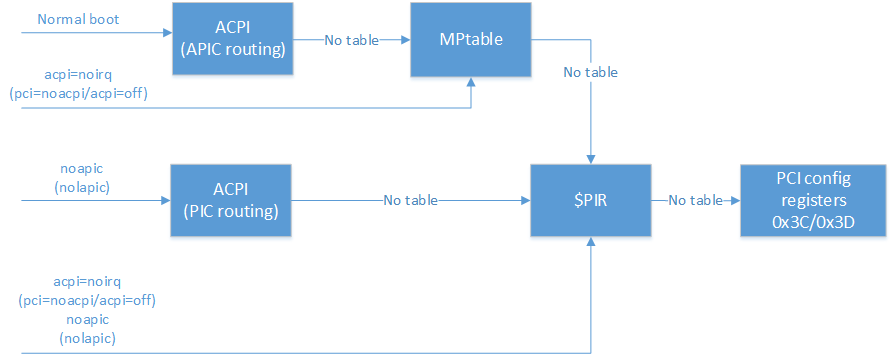 Normal boot
ACPI
(APIC routing)
No table
MPtable
No table
acpi=noirq
(pci=noacpi/acpi=off)
noapic
(nolapic)
ACPI
(PIC routing)
No table
$PIR
No table
PCI config
registers
0x3C/0x3D
acpi=noirq
(pci=noacpi/acpi=off)
noapic
(nolapic)